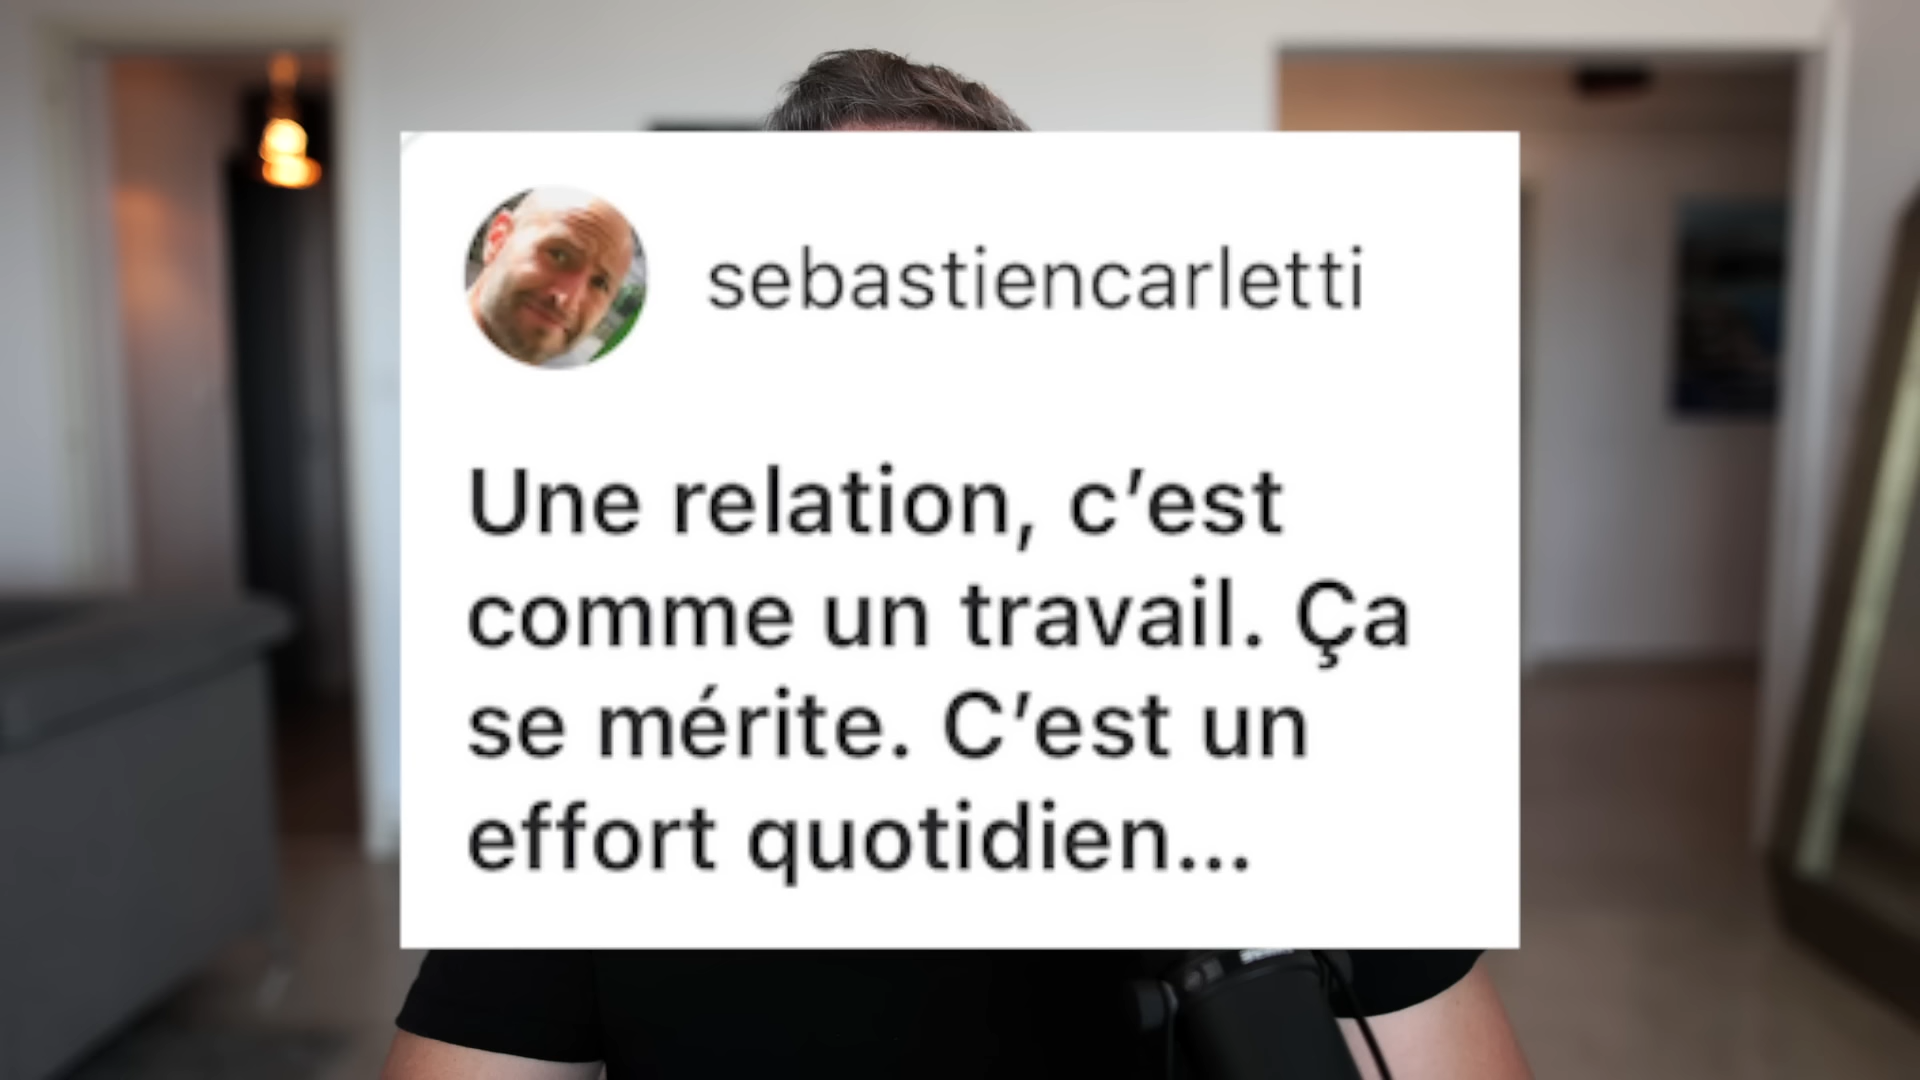 sebastiencarletti
Une relation, c’est
comme un travail. Ça
se mérite. C’est un
effort quotidien...